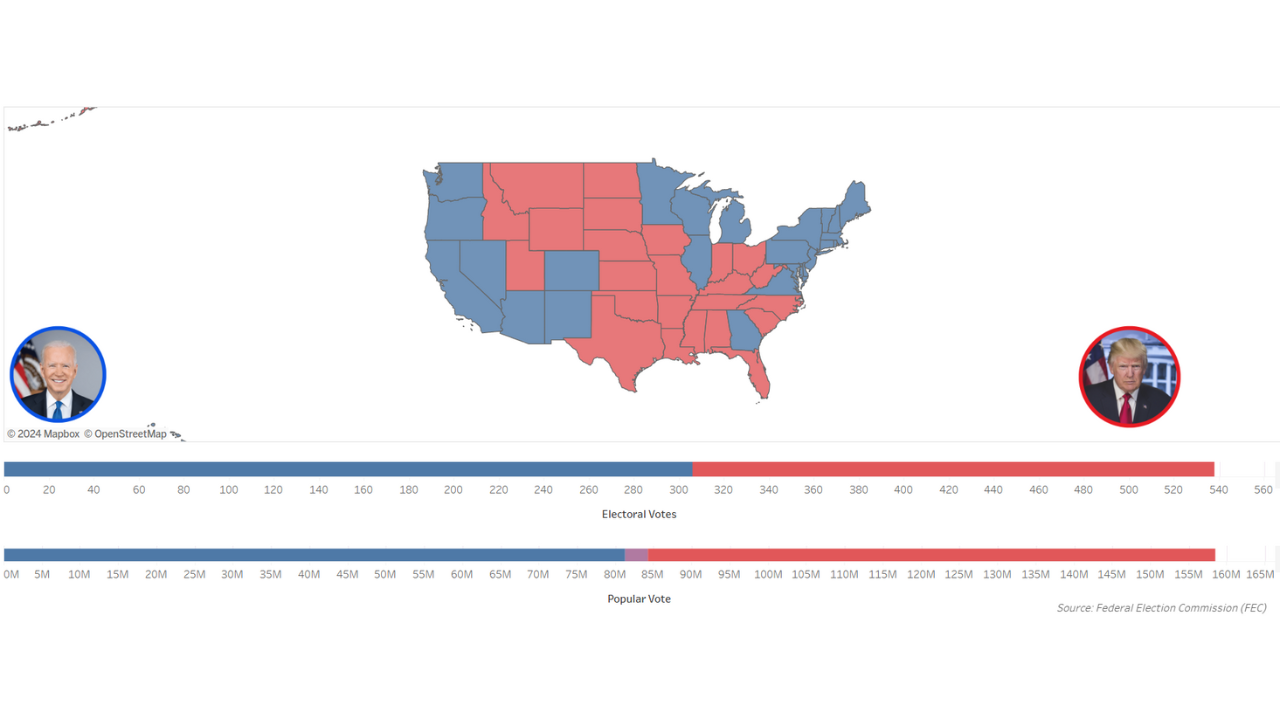 © 2024 Mapbox © OpenStreetMap
0 20 40 60 80 100 120 140 160 180 200 220 240 260 280 300 320 340 360 380 400 420 440 460 480 500 520 540 560
Electoral Votes
0M 5M 10M 15M 20M 25M 30M 35M 40M 45M 50M 55M 60M 65M 70M 75M 80M 85M 90M 95M 100M 105M 110M 115M 120M 125M 130M 135M 140M 145M 150M 155M 160M 165M
Popular Vote
Source: Federal Election Commission (FEC)